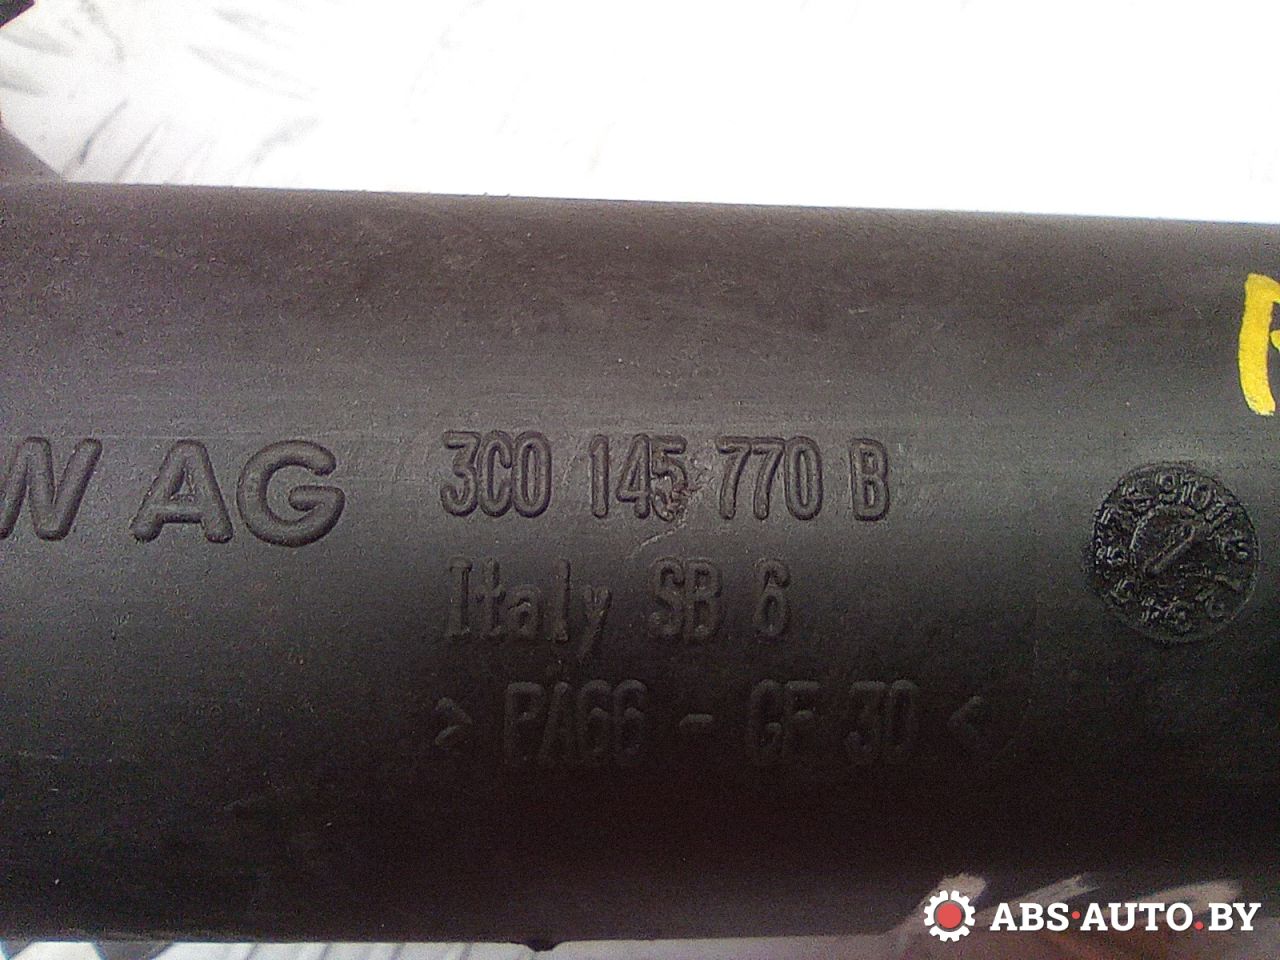 W AG 3C0 145 770 B
Italy SB 6
> PA66 - GF 30 <
ABS·AUTO.BY